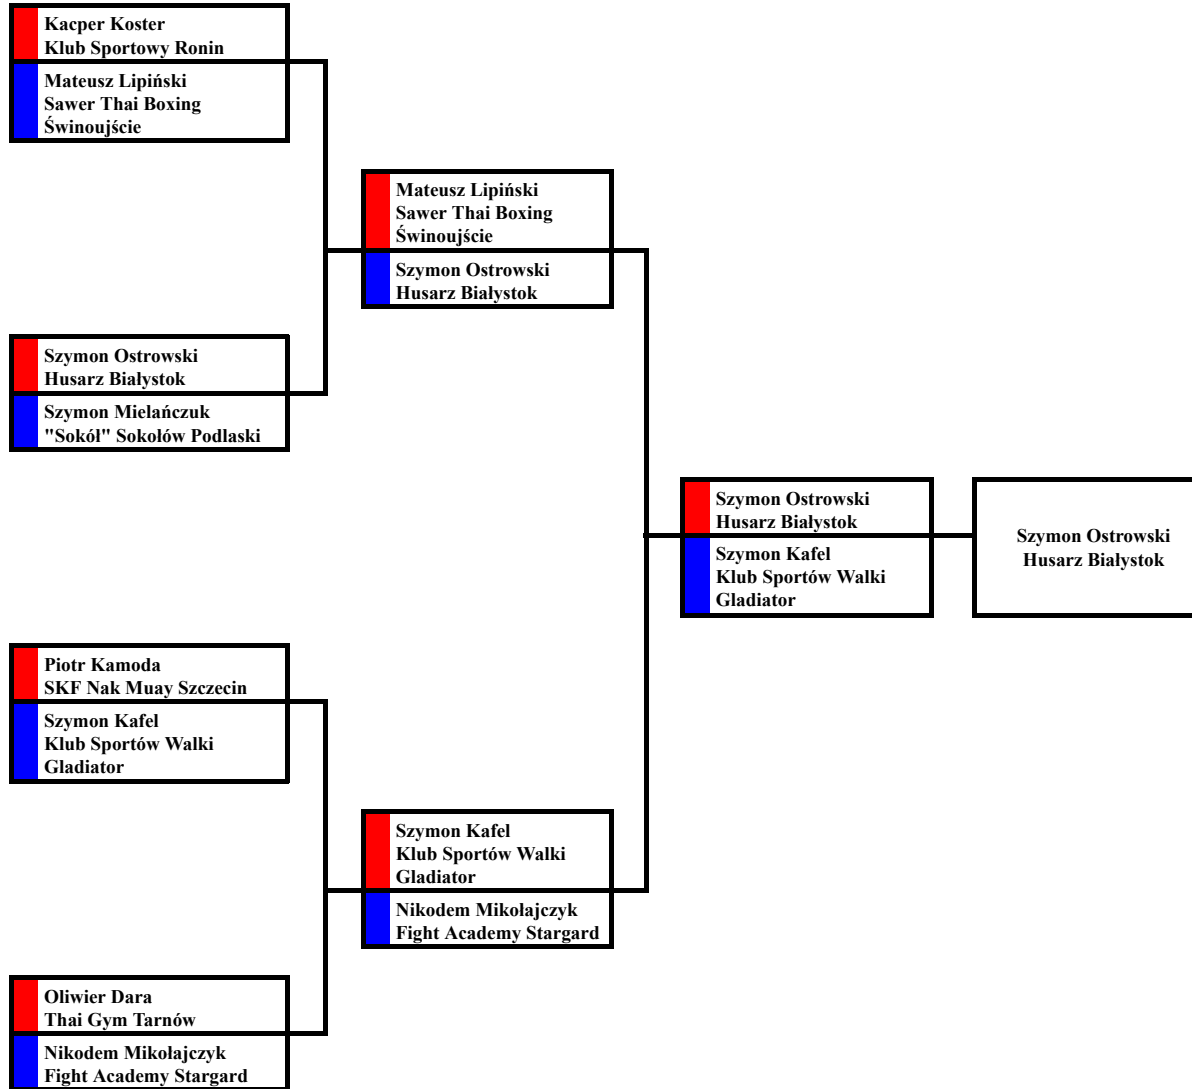 Kacper Koster
Klub Sportowy Ronin
Mateusz Lipiński
Sawer Thai Boxing
Świnoujście
Mateusz Lipiński
Sawer Thai Boxing
Świnoujście
Szymon Ostrowski
Husarz Białystok
Szymon Ostrowski
Husarz Białystok
Szymon Mielańczuk
"Sokół" Sokołów Podlaski
Szymon Ostrowski
Husarz Białystok
Szymon Kafel
Klub Sportów Walki
Gladiator
Szymon Ostrowski
Husarz Białystok
Piotr Kamoda
SKF Nak Muay Szczecin
Szymon Kafel
Klub Sportów Walki
Gladiator
Szymon Kafel
Klub Sportów Walki
Gladiator
Nikodem Mikołajczyk
Fight Academy Stargard
Oliwier Dara
Thai Gym Tarnów
Nikodem Mikołajczyk
Fight Academy Stargard